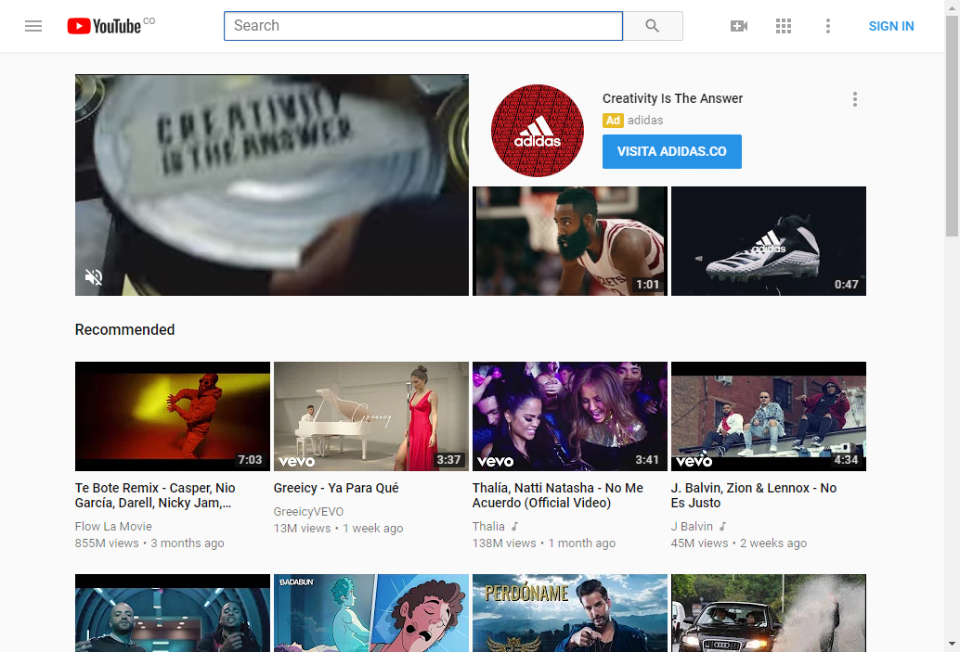 YouTube CO
Search
SIGN IN
CREATIVITY
IS THE ANSWER
Creativity Is The Answer
Ad adidas
VISITA ADIDAS.CO
adidas
adidas
1:01
0:47
Recommended
7:03
Greeicy
vevo
3:37
vevo
3:41
vevo
4:34
Te Bote Remix - Casper, Nio
García, Darell, Nicky Jam,...
Flow La Movie
855M views • 3 months ago
Greeicy - Ya Para Qué
GreeicyVEVO
13M views • 1 week ago
Thalía, Natti Natasha - No Me
Acuerdo (Official Video)
Thalia
138M views • 1 month ago
J. Balvin, Zion & Lennox - No
Es Justo
J Balvin
45M views • 2 weeks ago
BADABUN
PERDÓNAME